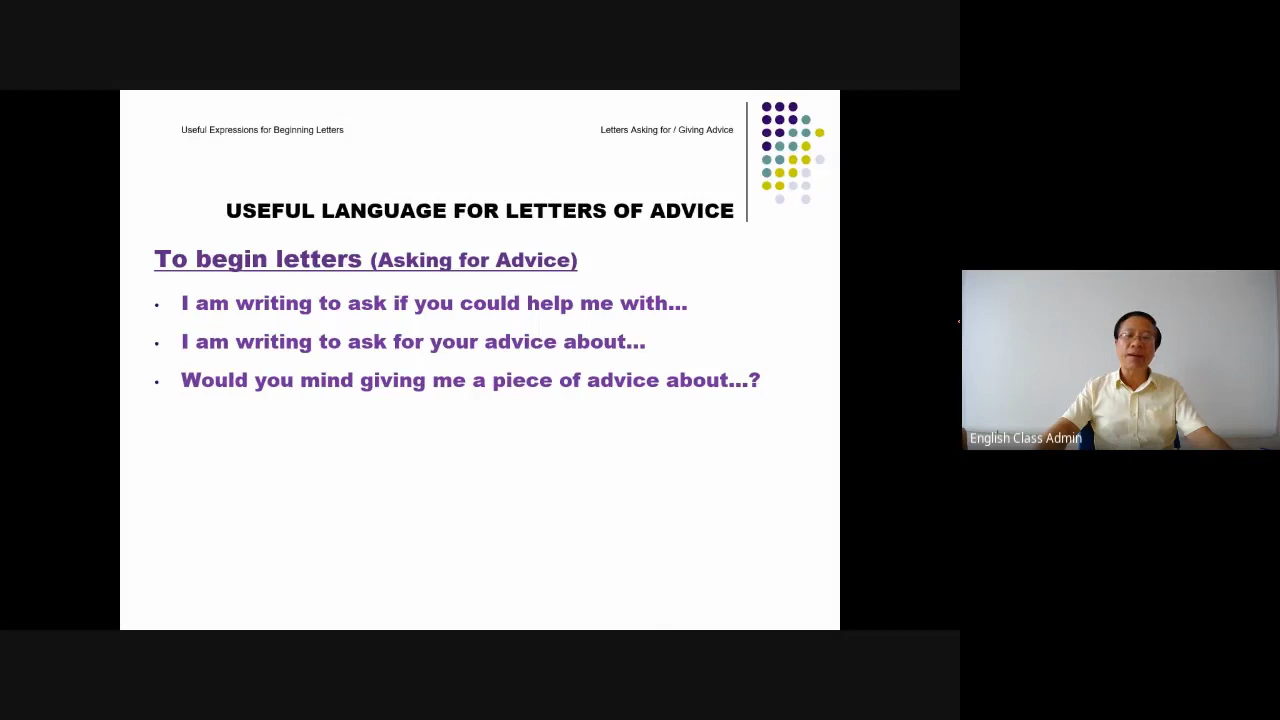 Useful Expressions for Beginning Letters
Letters Asking for / Giving Advice
USEFUL LANGUAGE FOR LETTERS OF ADVICE
To begin letters (Asking for Advice)
• I am writing to ask if you could help me with...
• I am writing to ask for your advice about...
• Would you mind giving me a piece of advice about...?
English Class Admin